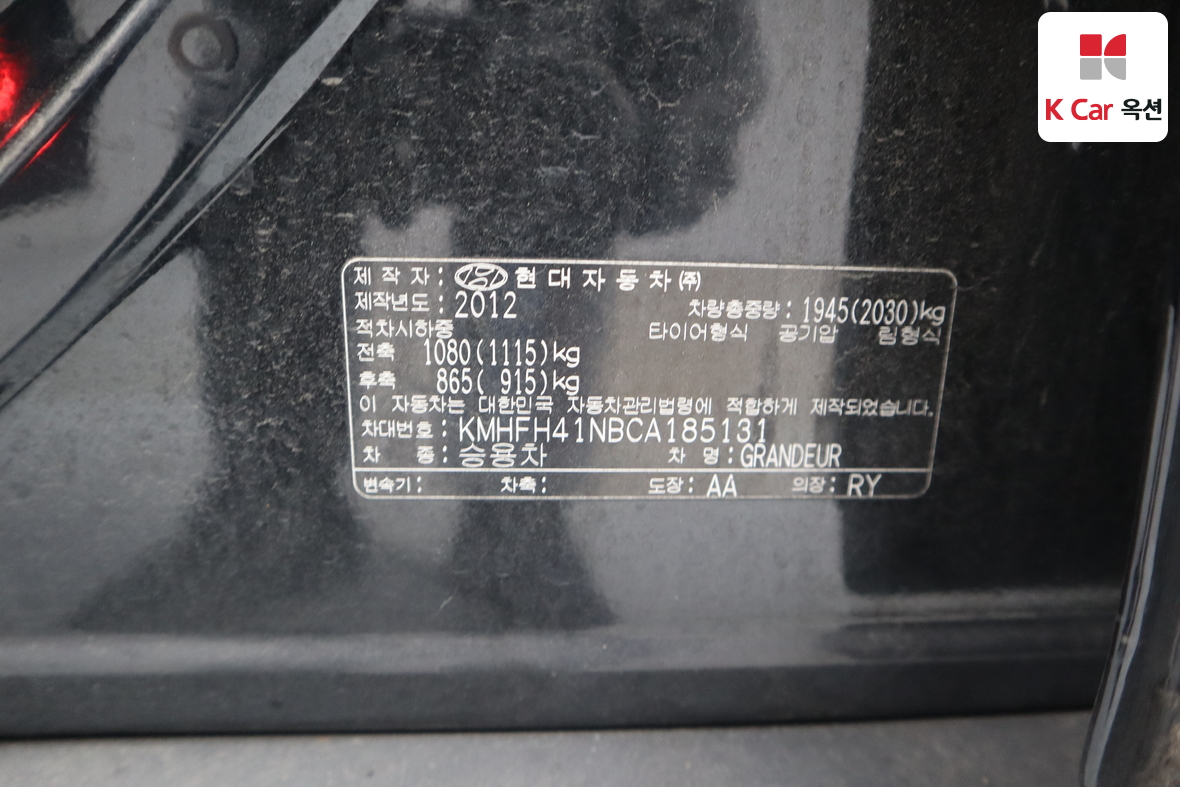 K Car 옥션
제 작 자 : 현 대 자 동 차 ㈜
제작년도 : 2012 차량총중량 : 1945(2030)kg
적차시하중 타이어형식 공기압 림형식
전축 1080(1115)kg
후축 865( 915)kg
이 자동차는 대한민국 자동차관리법령에 적합하게 제작되었습니다.
차대번호 : KMHFH41NBCA185131
차 종 : 승용차 차 명 : GRANDEUR
변속기 : 차축 : 도장 : AA 의장 : RY